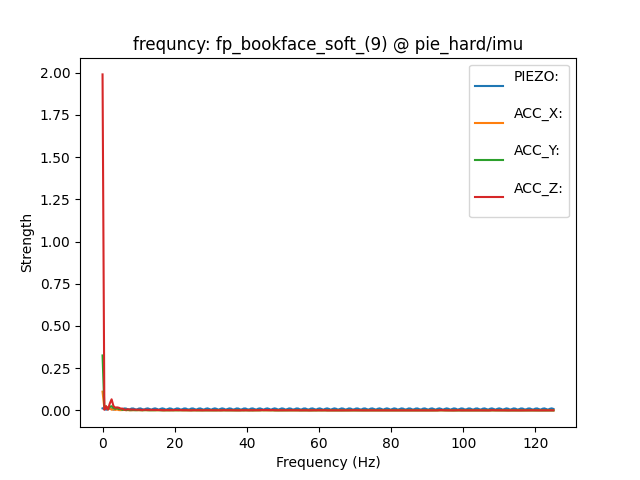 frequncy: fp_bookface_soft_(9) @ pie_hard/imu
PIEZO:
ACC_X:
ACC_Y:
ACC_Z:
Strength
2.00
1.75
1.50
1.25
1.00
0.75
0.50
0.25
0.00
0 20 40 60 80 100 120
Frequency (Hz)